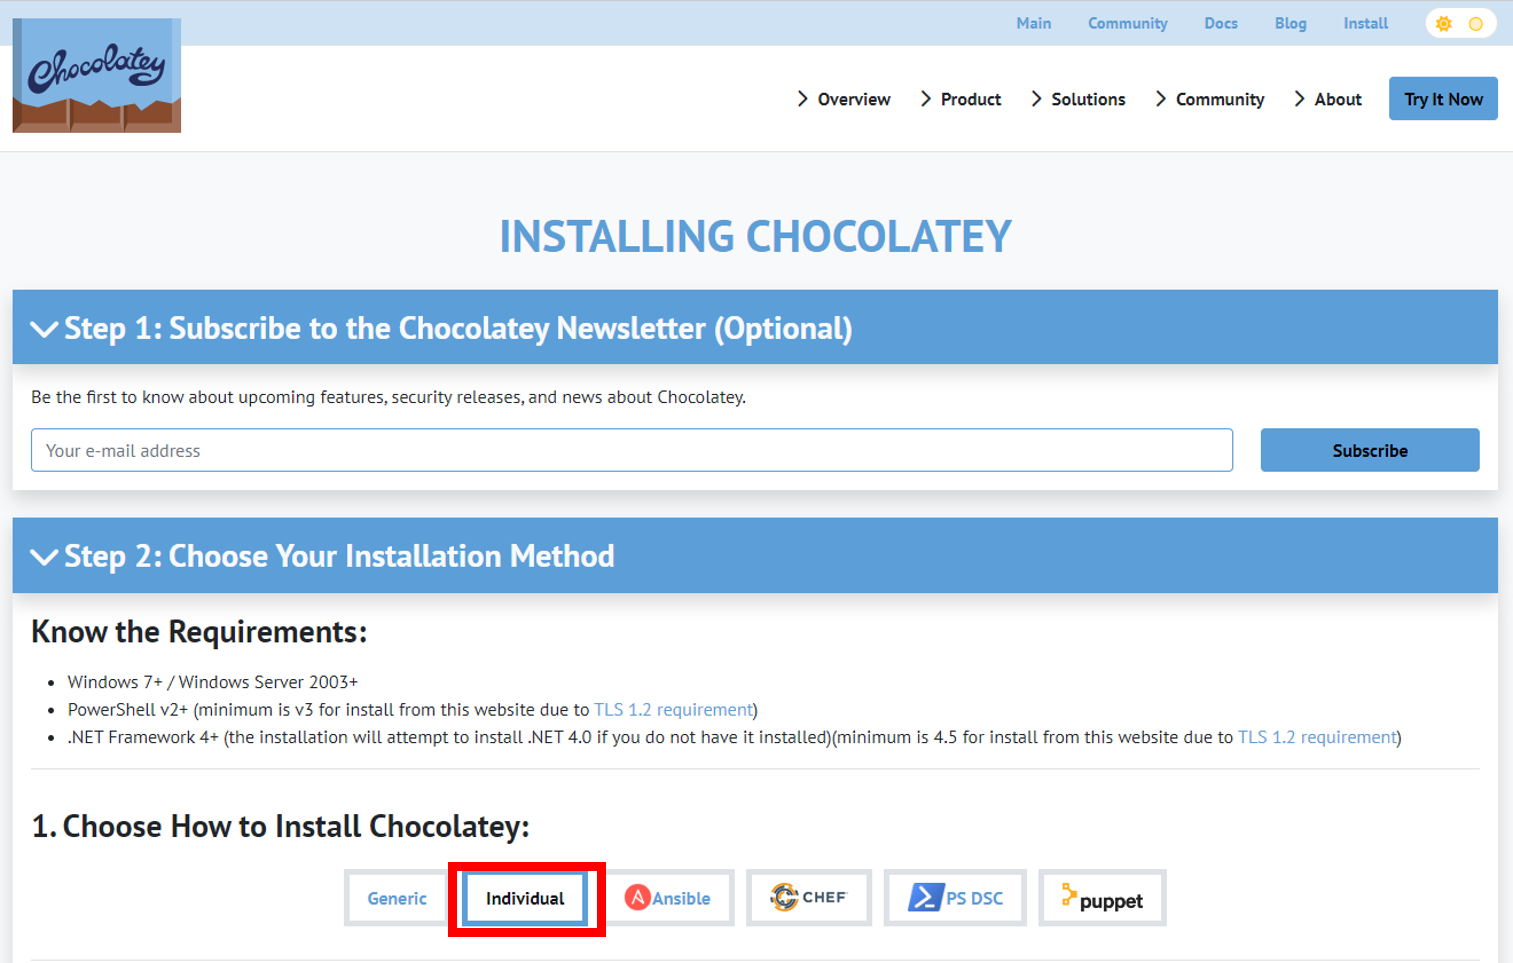 Main Community Docs Blog Install
Chocolatey
Overview Product Solutions Community About Try It Now
INSTALLING CHOCOLATEY
Step 1: Subscribe to the Chocolatey Newsletter (Optional)
Be the first to know about upcoming features, security releases, and news about Chocolatey.
Your e-mail address Subscribe
Step 2: Choose Your Installation Method
Know the Requirements:
• Windows 7+ / Windows Server 2003+
• PowerShell v2+ (minimum is v3 for install from this website due to TLS 1.2 requirement)
• .NET Framework 4+ (the installation will attempt to install .NET 4.0 if you do not have it installed)(minimum is 4.5 for install from this website due to TLS 1.2 requirement)
1. Choose How to Install Chocolatey:
Generic Individual Ansible CHEF PS DSC puppet